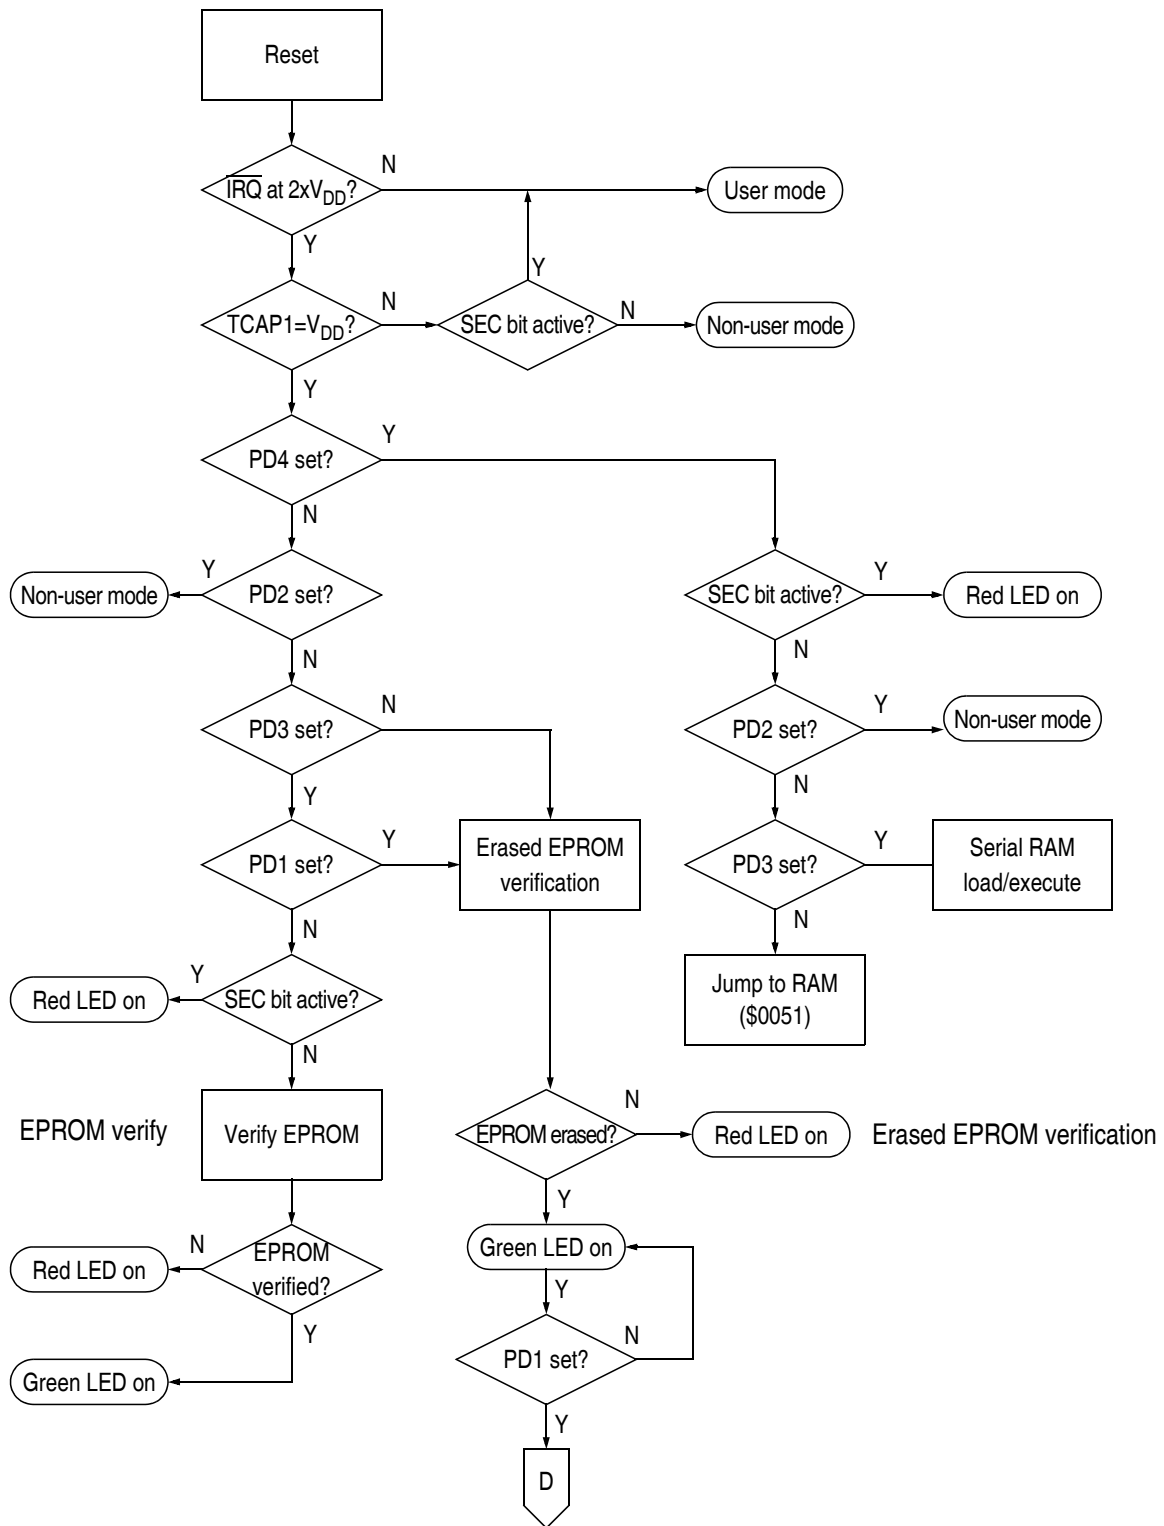 Reset
N
IRQ at 2xVDD?
User mode
Y
Y
TCAP1=VDD?
N
SEC bit active?
N
Non-user mode
Y
Y
PD4 set?
N
Y
Non-user mode
PD2 set?
SEC bit active?
Y
Red LED on
N
N
PD3 set?
N
PD2 set?
Y
Non-user mode
Y
N
PD1 set?
Y
Erased EPROM
verification
PD3 set?
Y
Serial RAM
load/execute
N
N
Y
Red LED on
SEC bit active?
Jump to RAM
($0051)
N
EPROM verify
Verify EPROM
EPROM erased?
N
Red LED on
Erased EPROM verification
Y
Green LED on
N
Red LED on
EPROM
verified?
Y
Y
PD1 set?
N
Green LED on
Y
D